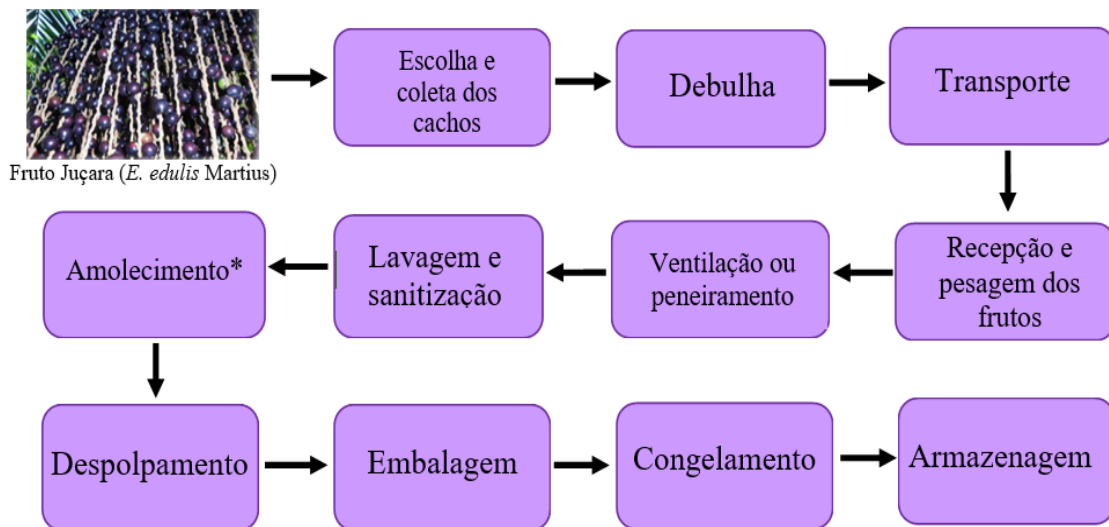 Fruto Juçara (E. edulis Martius)
Escolha e
coleta dos
cachos
Debulha
Transporte
Recepção e
pesagem dos
frutos
Ventilação ou
peneiramento
Lavagem e
sanitização
Amolecimento*
Despolpamento
Embalagem
Congelamento
Armazenagem